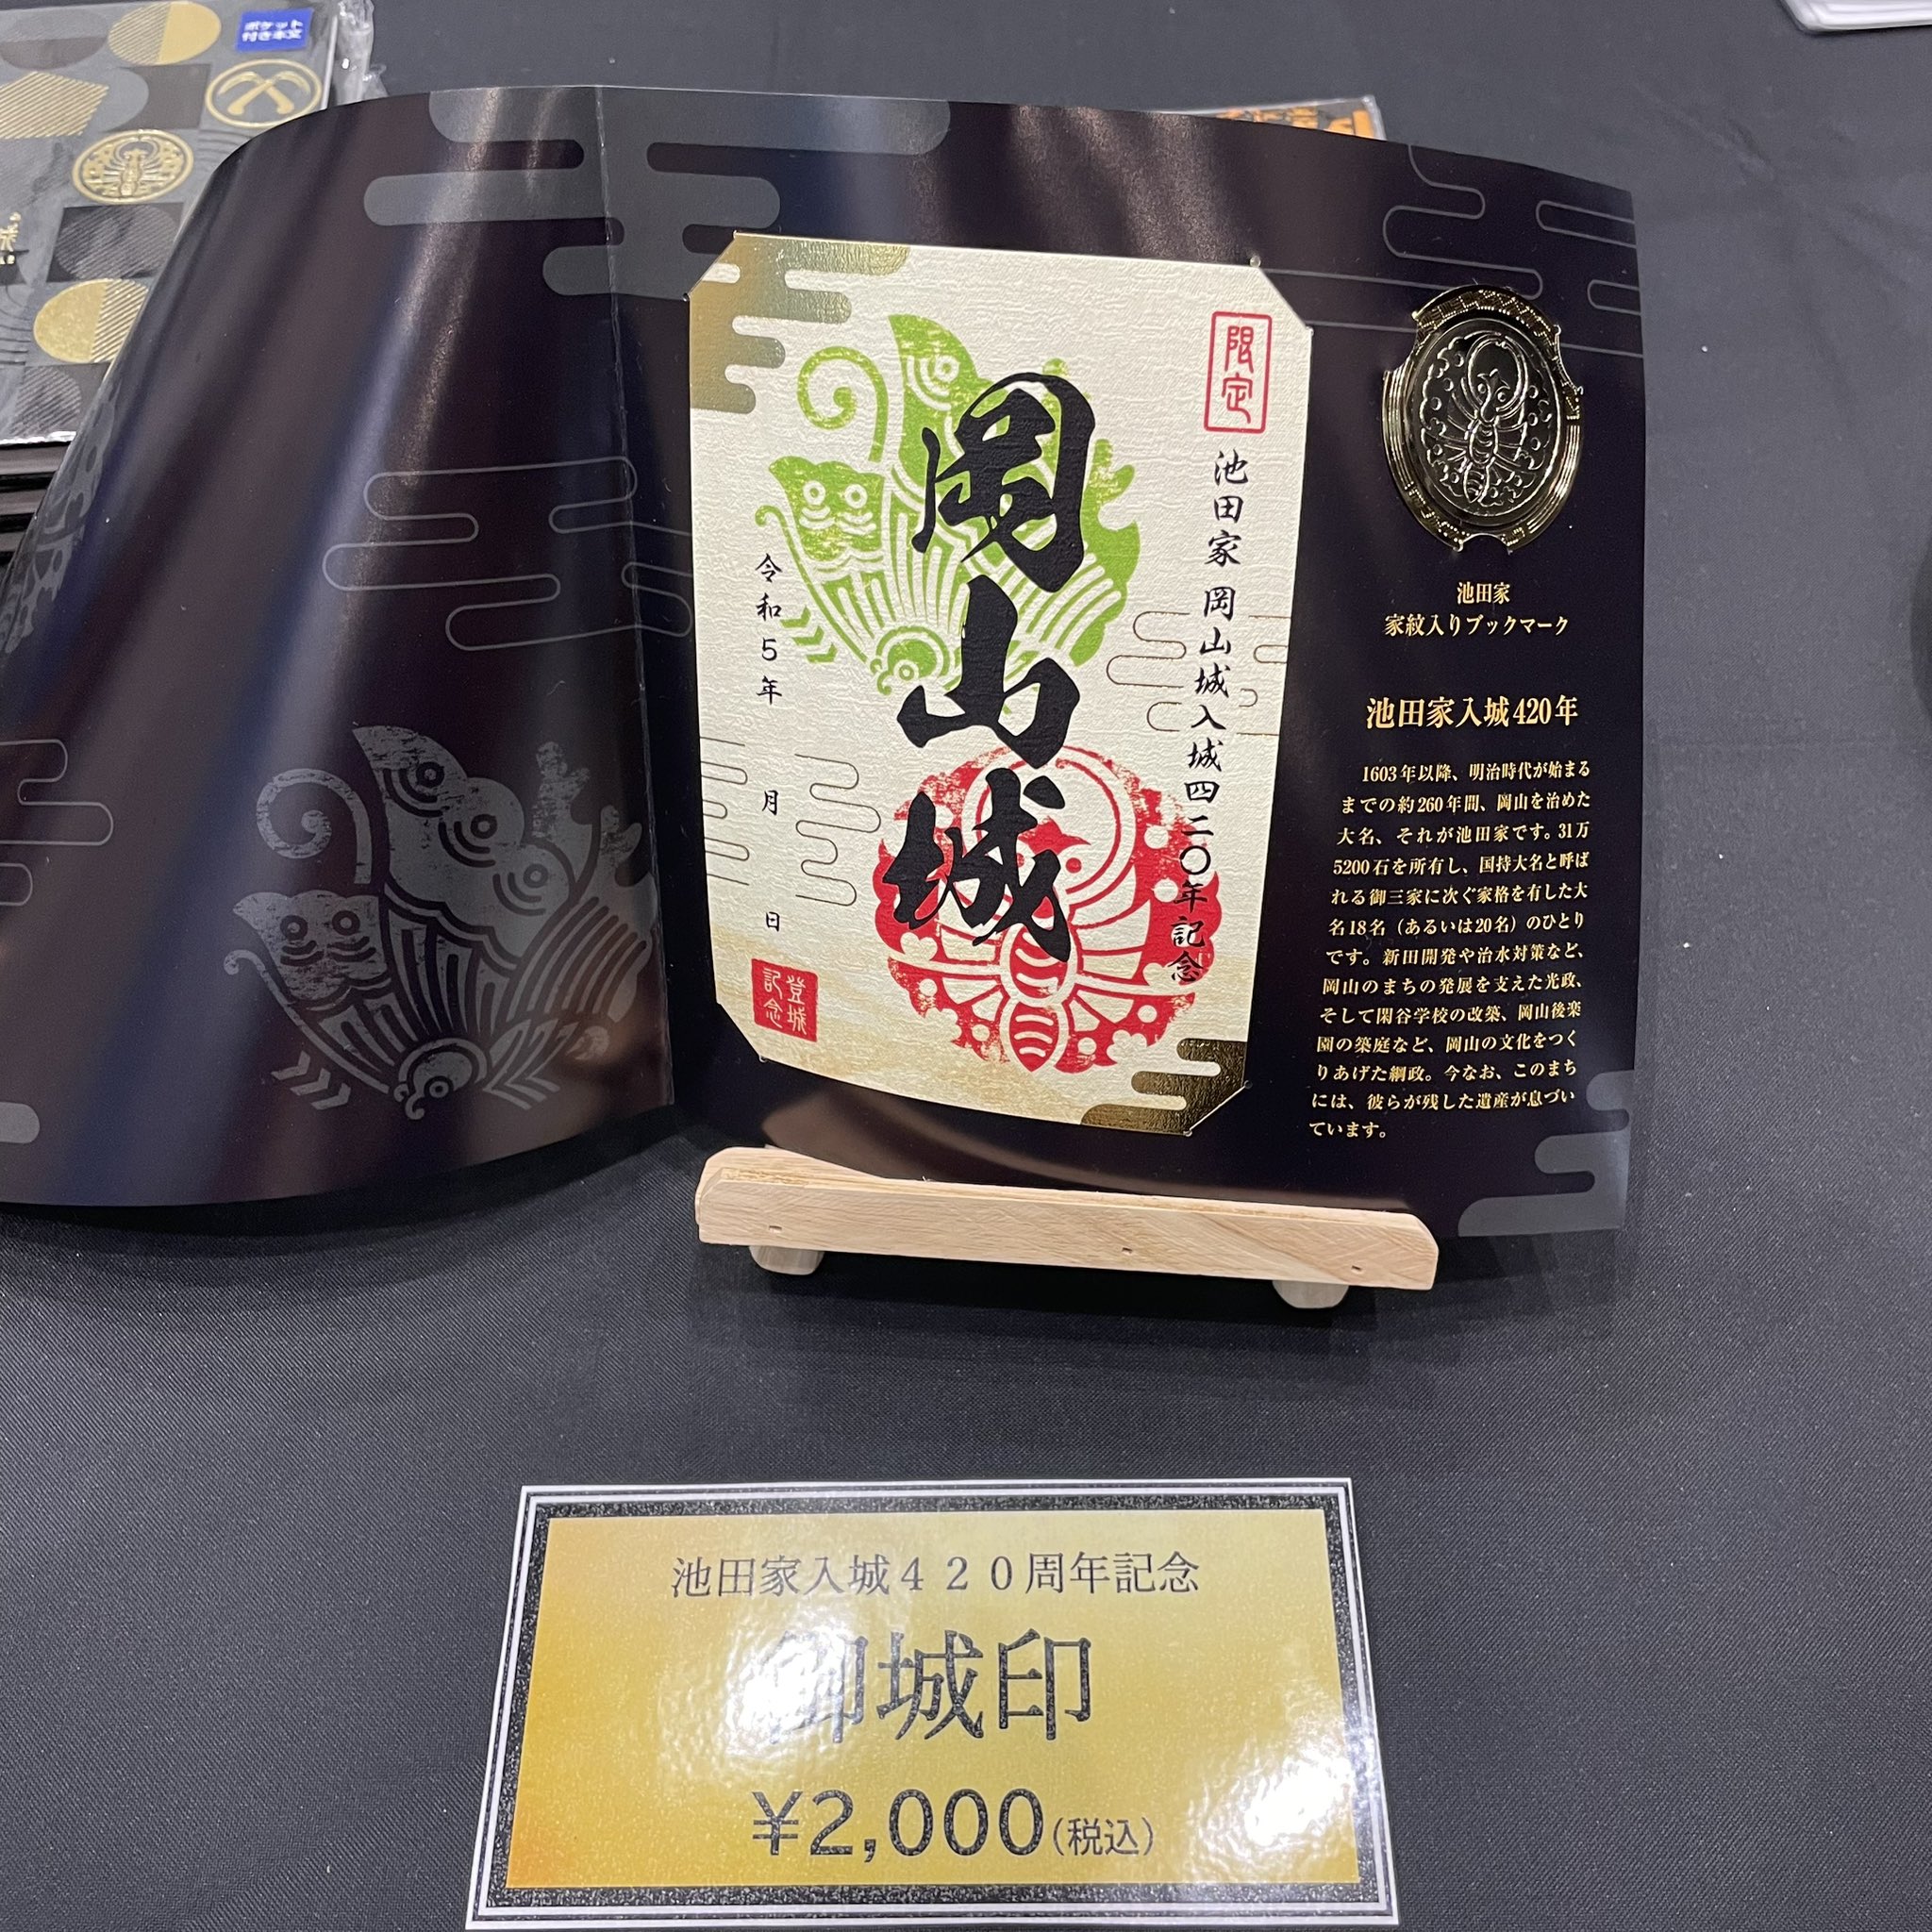 ポケット
付き本文
限定
池田家 岡山城入城四二〇年記念
岡山城
令和5年 月 日
登城
記念
池田家
家紋入りブックマーク
池田家入城420年
1603年以降、明治時代が始まる
までの約260年間、岡山を治めた
大名、それが池田家です。31万
5200石を所有し、国持大名と呼ば
れる御三家に次ぐ家格を有した大
名18名（あるいは20名）のひとり
です。新田開発や治水対策など、
岡山のまちの発展を支えた光政、
そして閑谷学校の改築、岡山後楽
園の築庭など、岡山の文化をつく
りあげた綱政。今なお、このまち
には、彼らが残した遺産が息づい
ています。
池田家入城４２０周年記念
御城印
¥2,000(税込)